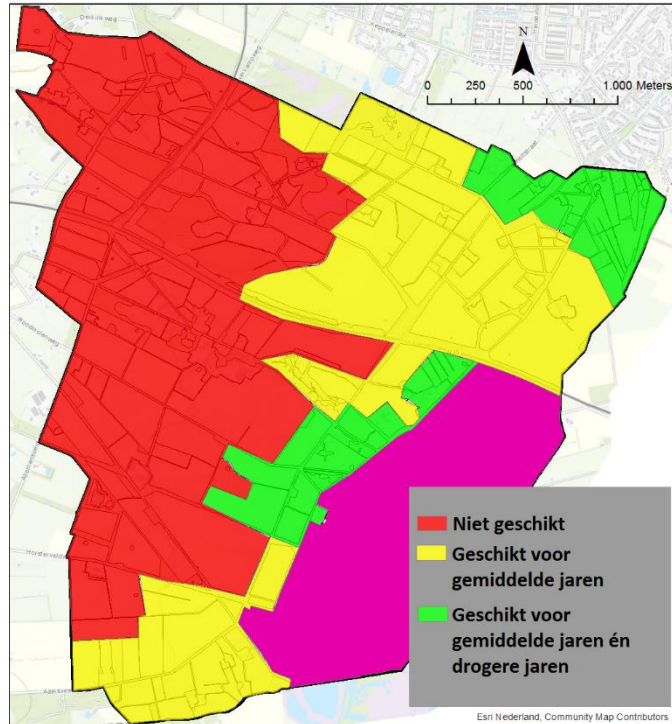 N
0 250 500 1.000 Meters
Niet geschikt
Geschikt voor
gemiddelde jaren
Geschikt voor
gemiddelde jaren én
drogere jaren
Esri Nederland, Community Map Contributors